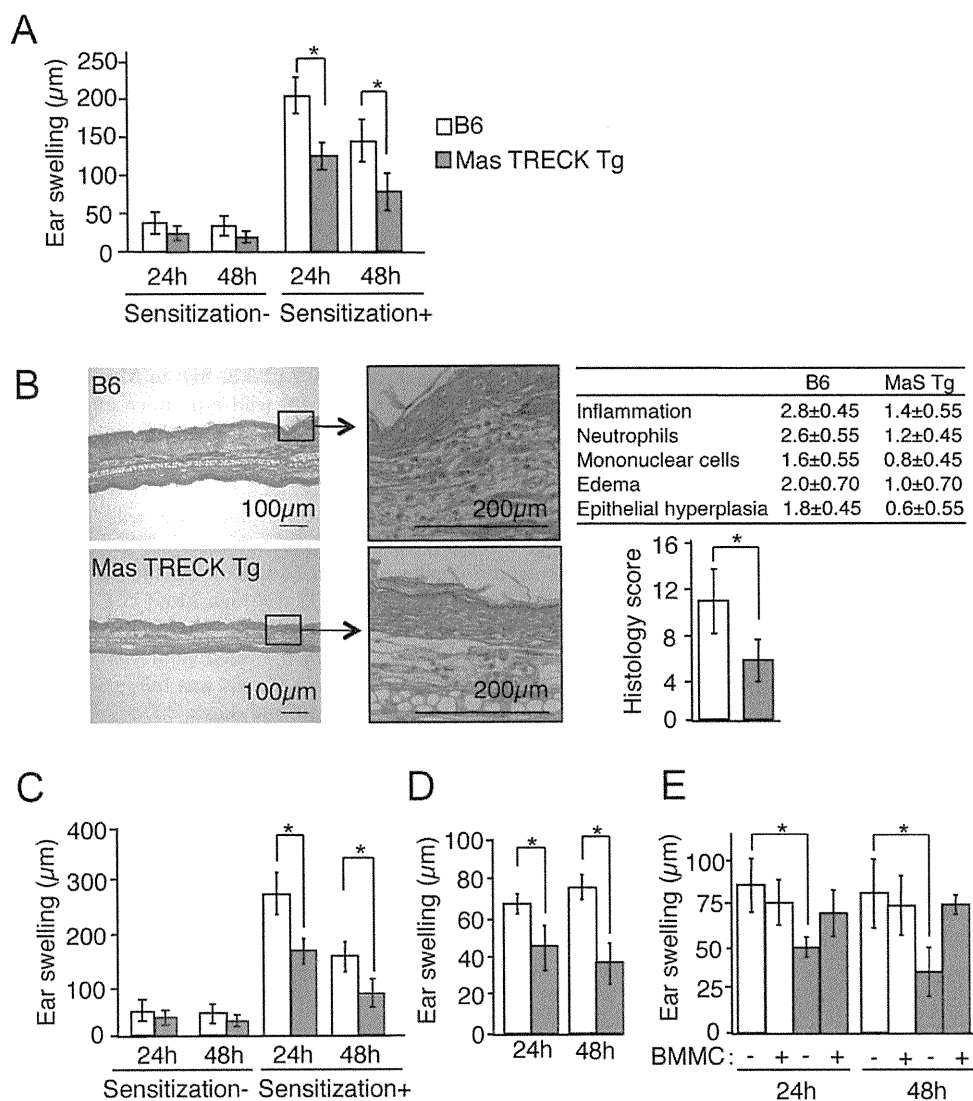 A
Ear swelling (µm)
250
200
150
100
50
0
*
*
B6
Mas TRECK Tg
24h 48h 24h 48h
Sensitization- Sensitization+
B
B6
100µm
200µm
Mas TRECK Tg
100µm
200µm
B6 MaS Tg
Inflammation 2.8±0.45 1.4±0.55
Neutrophils 2.6±0.55 1.2±0.45
Mononuclear cells 1.6±0.55 0.8±0.45
Edema 2.0±0.70 1.0±0.70
Epithelial hyperplasia 1.8±0.45 0.6±0.55
Histology score
16
12
8
4
0
*
C
Ear swelling (µm)
400
300
200
100
0
*
*
24h 48h 24h 48h
Sensitization- Sensitization+
D
Ear swelling (µm)
100
80
60
40
20
0
*
*
24h 48h
E
Ear swelling (µm)
100
75
50
25
0
*
*
BMMC: - + - + - + - +
24h 48h